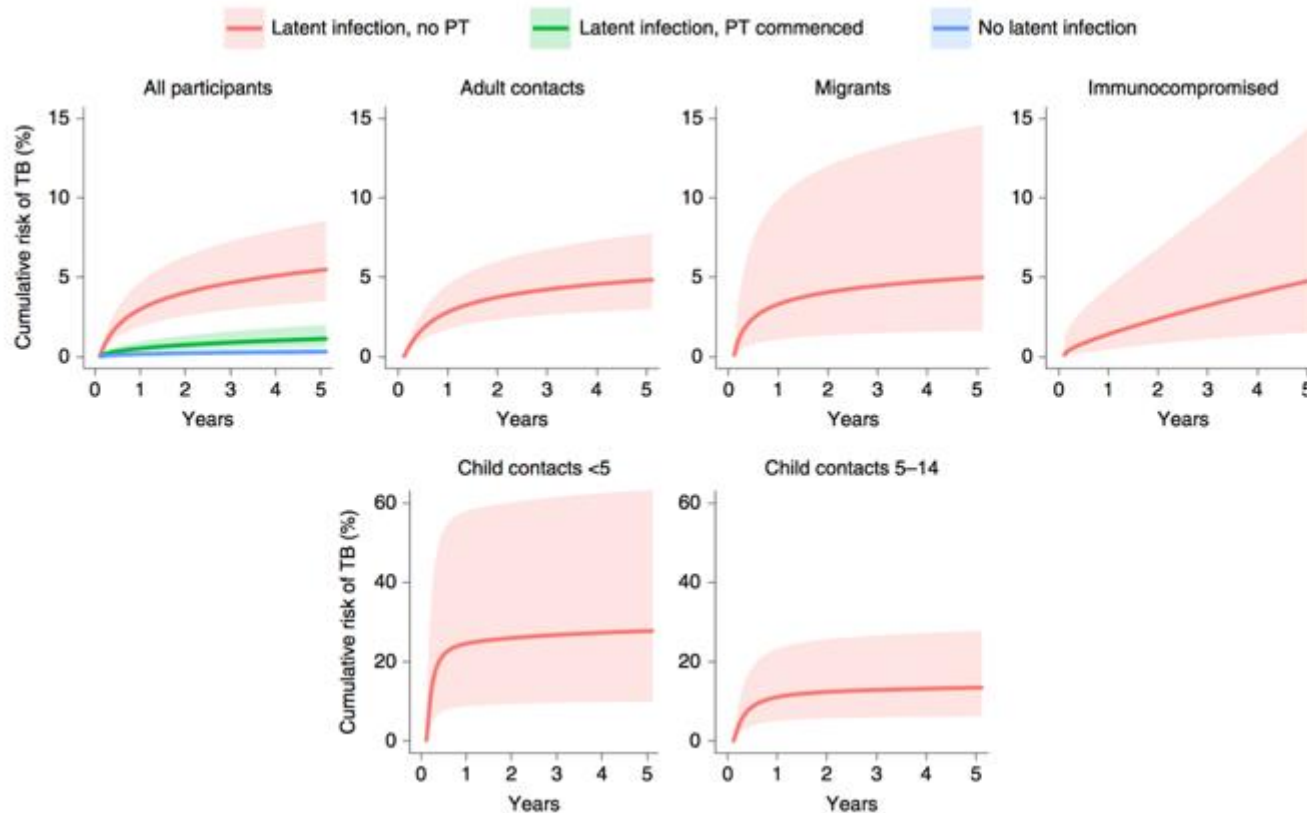 Latent infection, no PT Latent infection, PT commenced No latent infection
All participants Adult contacts Migrants Immunocompromised
Cumulative risk of TB (%)
15 15 15 15
10 10 10 10
5 5 5 5
0 0 0 0
0 1 2 3 4 5 0 1 2 3 4 5 0 1 2 3 4 5 0 1 2 3 4 5
Years Years Years Years
Child contacts <5 Child contacts 5–14
Cumulative risk of TB (%)
60 60
40 40
20 20
0 0
0 1 2 3 4 5 0 1 2 3 4 5
Years Years